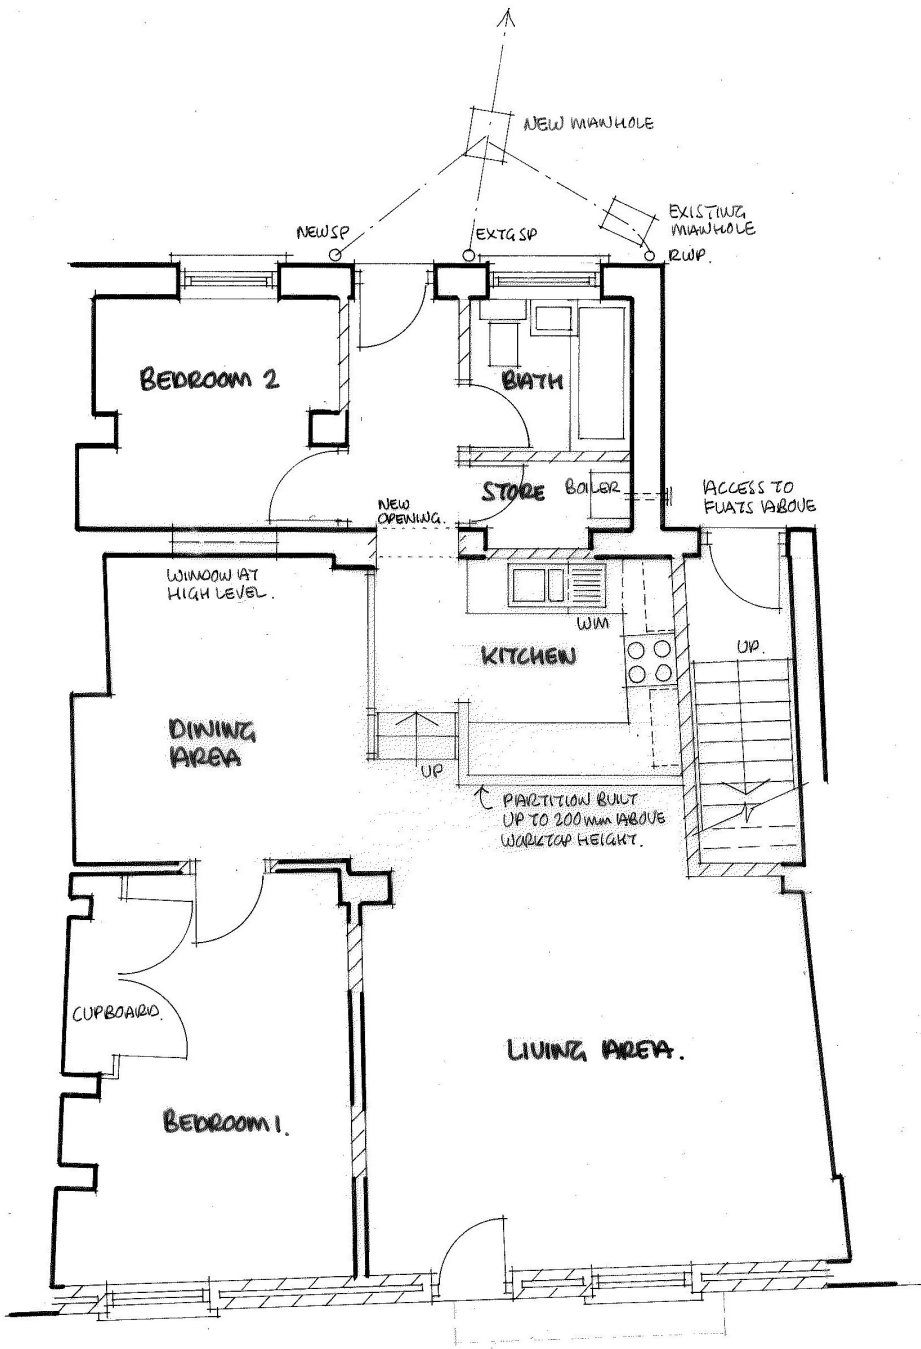 NEW MANHOLE
EXISTING
MANHOLE
NEW SP
EXTG SP
RWP.
BEDROOM 2
BATH
STORE
BOILER
NEW
OPENING.
ACCESS TO
FLATS ABOVE
WINDOW AT
HIGH LEVEL.
WM
KITCHEN
UP.
DINING
AREA
UP
PARTITION BUILT
UP TO 200mm ABOVE
WORKTOP HEIGHT.
CUPBOARD.
LIVING AREA.
BEDROOM 1.